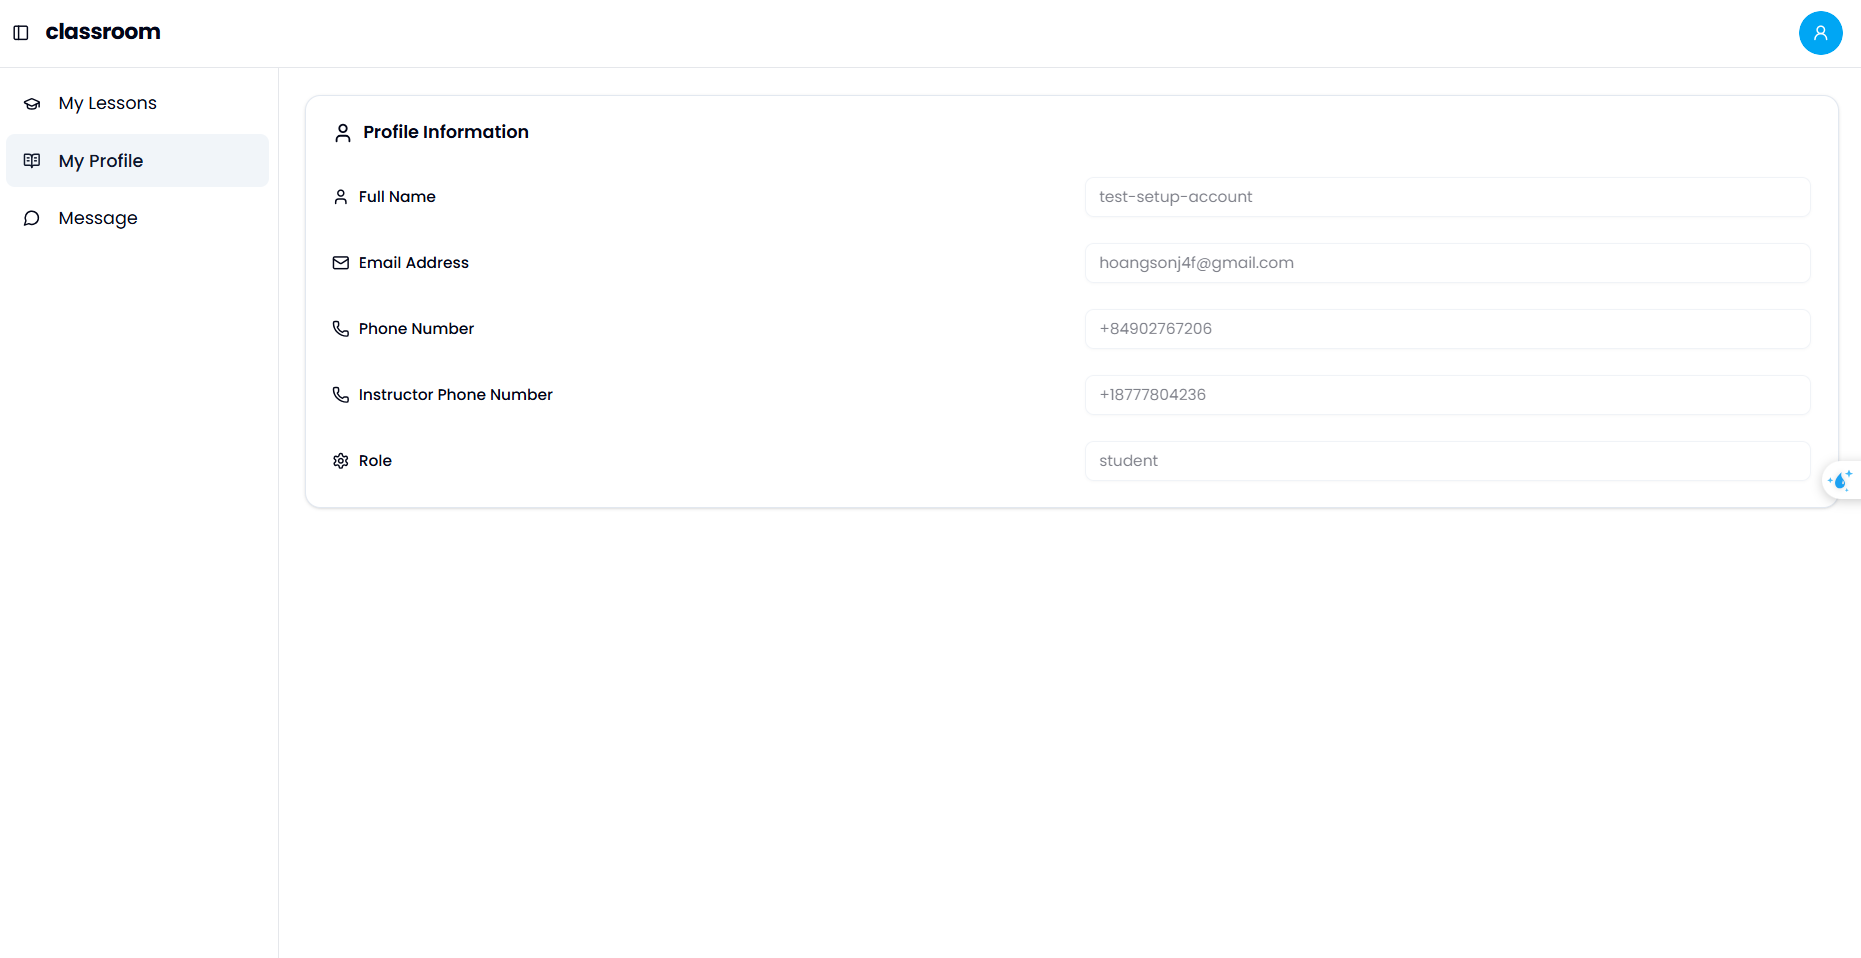 classroom
My Lessons
My Profile
Message
Profile Information
Full Name test-setup-account
Email Address hoangsonj4f@gmail.com
Phone Number +84902767206
Instructor Phone Number +18777804236
Role student